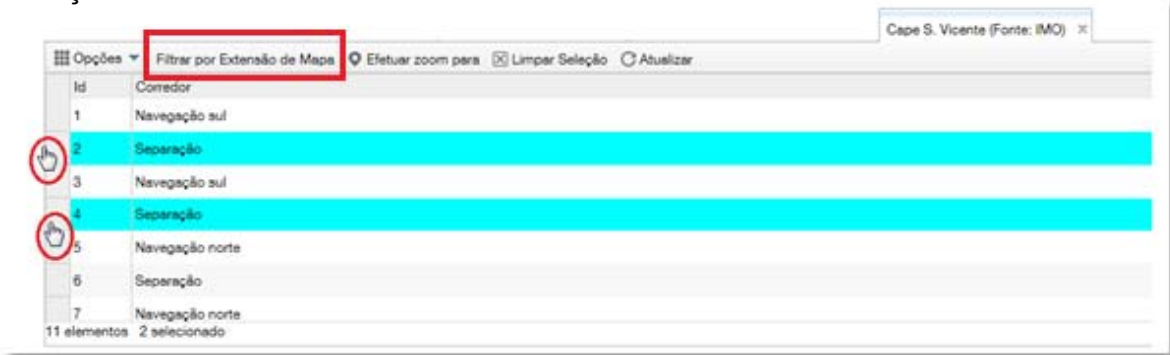 Cape S. Vicente (Fonte: IMO)
Opções Filtrar por Extensão de Mapa Efetuar zoom para Limpar Seleção Atualizar
Id Corredor
1 Navegação sul
2 Separação
3 Navegação sul
4 Separação
5 Navegação norte
6 Separação
7 Navegação norte
11 elementos 2 selecionado